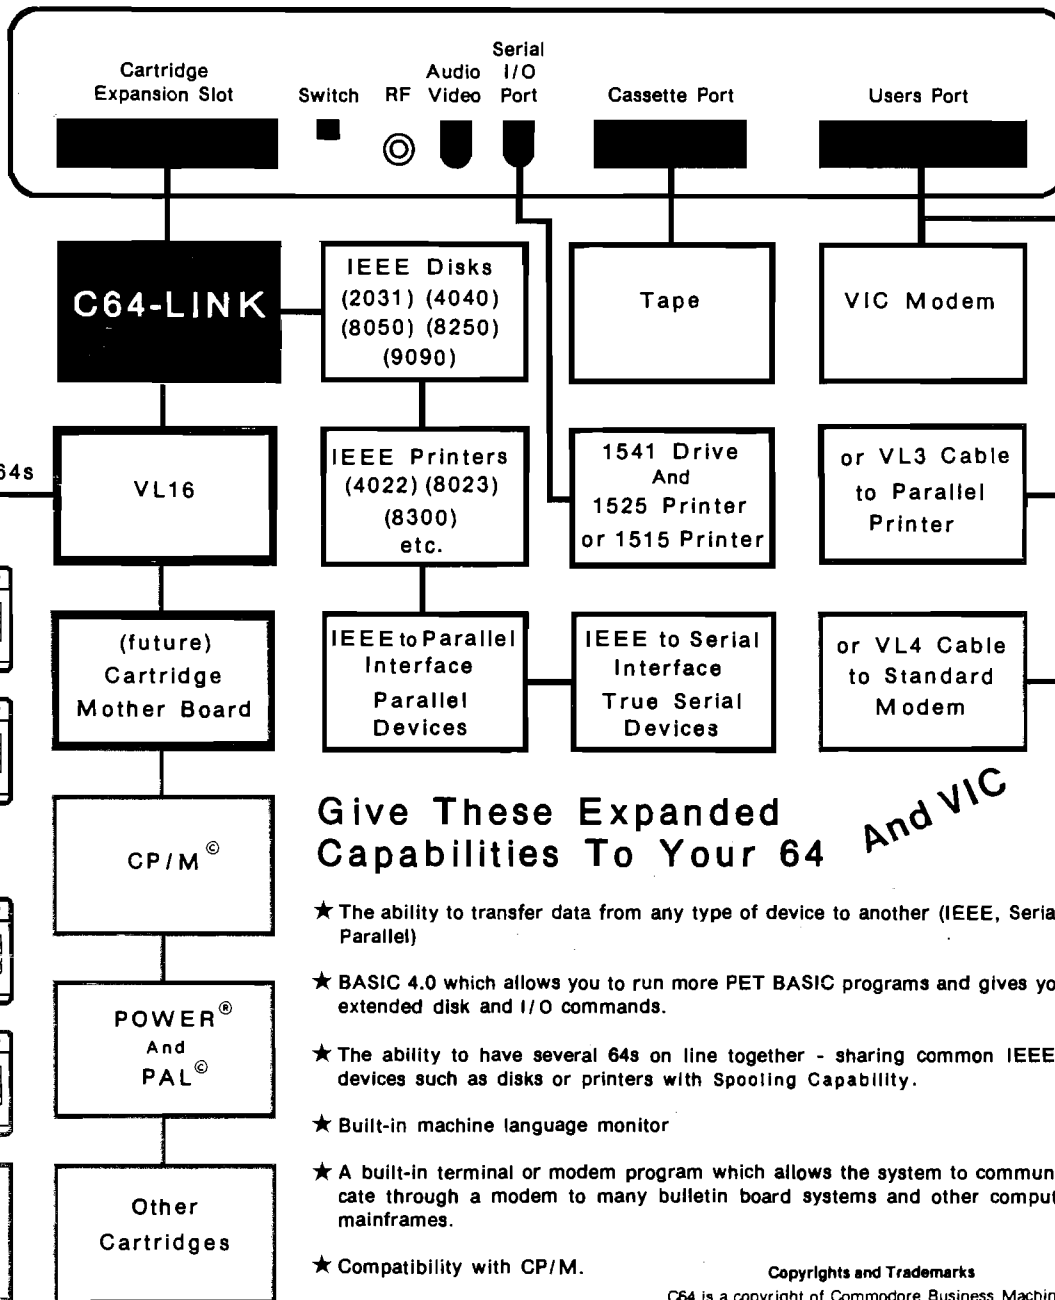 Cartridge
Expansion Slot
Switch
RF
Audio
Video
Serial
I/O
Port
Cassette Port
Users Port
C64-LINK
IEEE Disks
(2031) (4040)
(8050) (8250)
(9090)
Tape
VIC Modem
64s
VL16
IEEE Printers
(4022) (8023)
(8300)
etc.
1541 Drive
And
1525 Printer
or 1515 Printer
or VL3 Cable
to Parallel
Printer
(future)
Cartridge
Mother Board
IEEE to Parallel
Interface
Parallel
Devices
IEEE to Serial
Interface
True Serial
Devices
or VL4 Cable
to Standard
Modem
CP/M©
POWER®
And
PAL©
Other
Cartridges
Give These Expanded
Capabilities To Your 64
And VIC
★ The ability to transfer data from any type of device to another (IEEE, Seria
Parallel)
★ BASIC 4.0 which allows you to run more PET BASIC programs and gives yo
extended disk and I/O commands.
★ The ability to have several 64s on line together - sharing common IEEE
devices such as disks or printers with Spooling Capability.
★ Built-in machine language monitor
★ A built-in terminal or modem program which allows the system to commun
cate through a modem to many bulletin board systems and other comput
mainframes.
★ Compatibility with CP/M.
Copyrights and Trademarks
C64 is a copyright of Commodore Business Machin